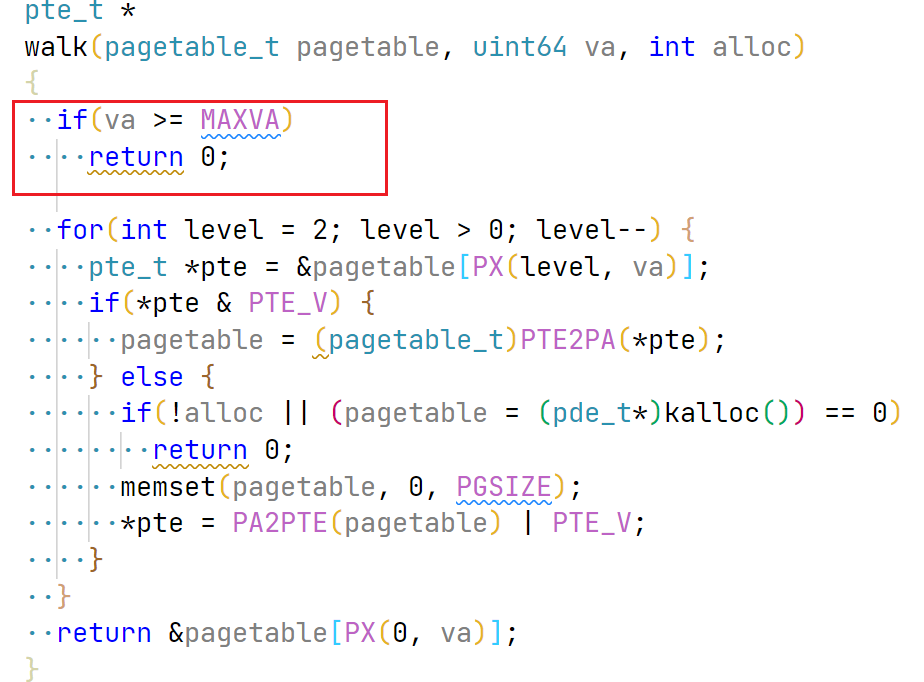 pte_t *
walk(pagetable_t pagetable, uint64 va, int alloc)
{
  if(va >= MAXVA)
    return 0;
  for(int level = 2; level > 0; level--) {
    pte_t *pte = &pagetable[PX(level, va)];
    if(*pte & PTE_V) {
      pagetable = (pagetable_t)PTE2PA(*pte);
    } else {
      if(!alloc || (pagetable = (pde_t*)kalloc()) == 0)
        return 0;
      memset(pagetable, 0, PGSIZE);
      *pte = PA2PTE(pagetable) | PTE_V;
    }
  }
  return &pagetable[PX(0, va)];
}